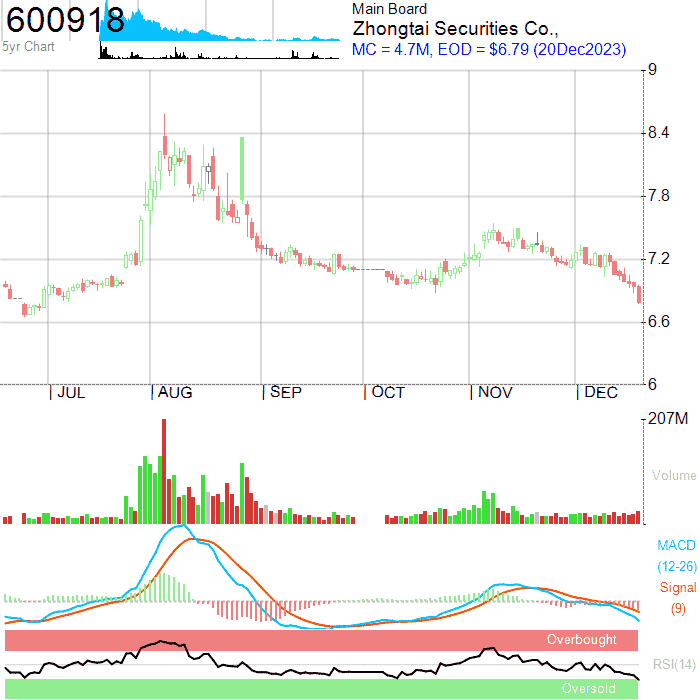 600918
5yr Chart
Main Board
Zhongtai Securities Co.,
MC = 4.7M, EOD = $6.79 (20Dec2023)
9
8.4
7.8
7.2
6.6
6
JUL AUG SEP OCT NOV DEC
207M
Volume
MACD
(12-26)
Signal
(9)
Overbought
RSI(14)
Oversold